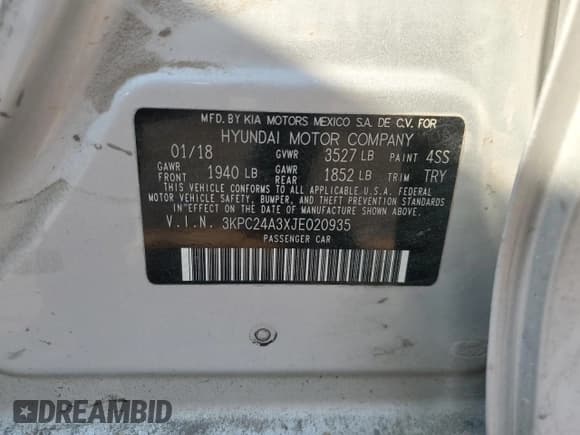 MFD. BY KIA MOTORS MEXICO S.A. DE C.V. FOR
HYUNDAI MOTOR COMPANY
01/18 GVWR 3527 LB PAINT 4SS
GAWR FRONT 1940 LB GAWR REAR 1852 LB TRIM TRY
THIS VEHICLE CONFORMS TO ALL APPLICABLE U.S.A. FEDERAL
MOTOR VEHICLE SAFETY, BUMPER, AND THEFT PREVENTION STANDARDS
IN EFFECT ON THE DATE OF MANUFACTURE SHOWN ABOVE.
V.I.N. 3KPC24A3XJE020935
PASSENGER CAR
DREAMBID